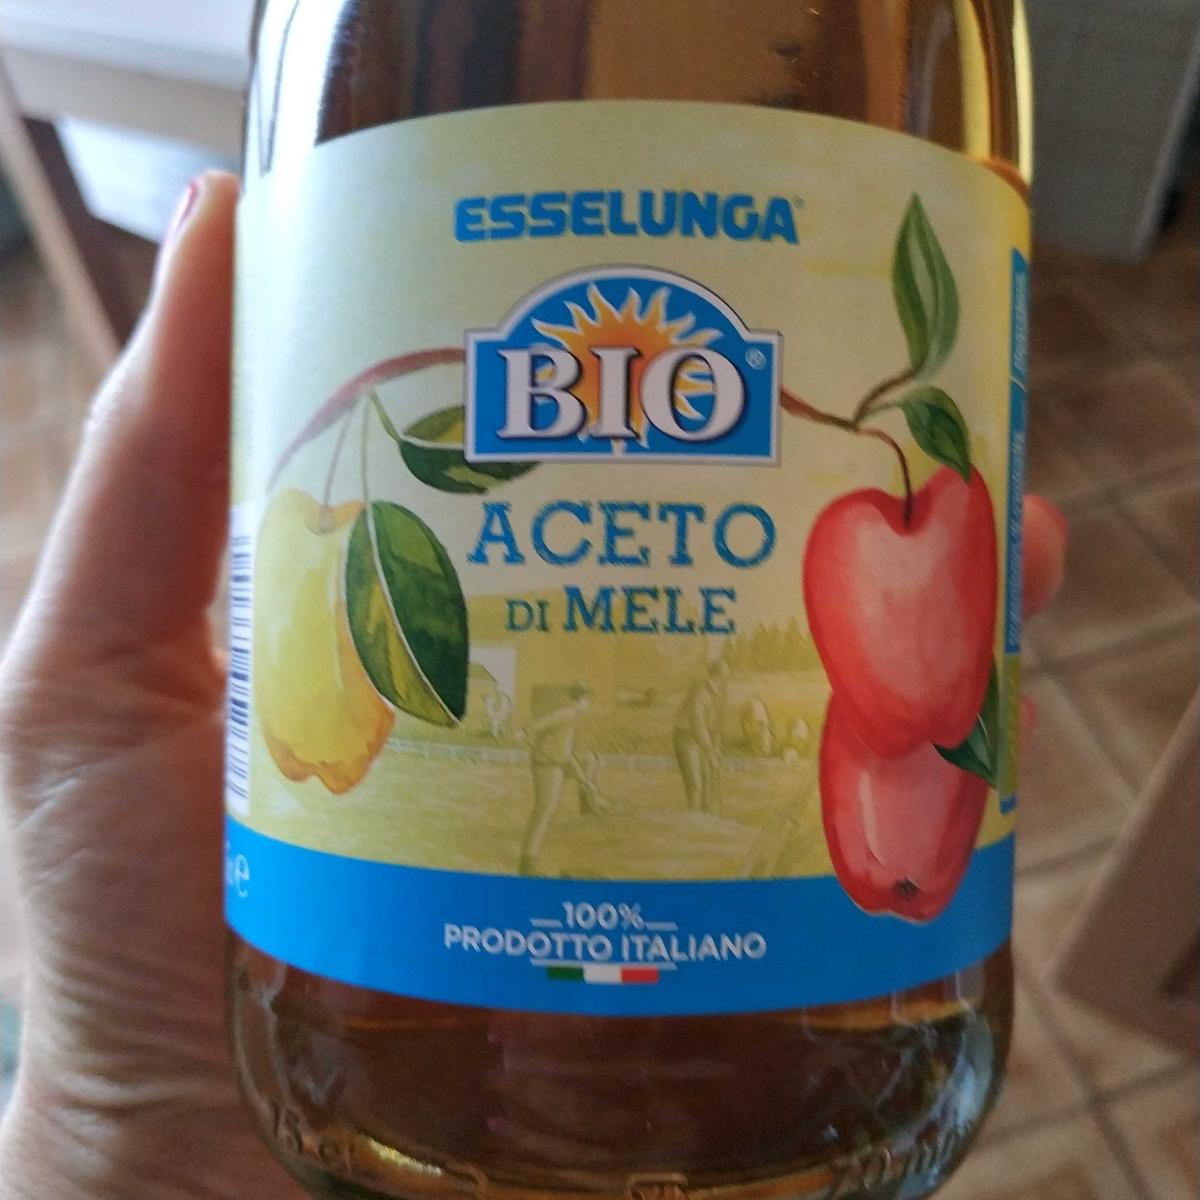 ESSELUNGA
BIO®
ACETO
DI MELE
100%
PRODOTTO ITALIANO
e